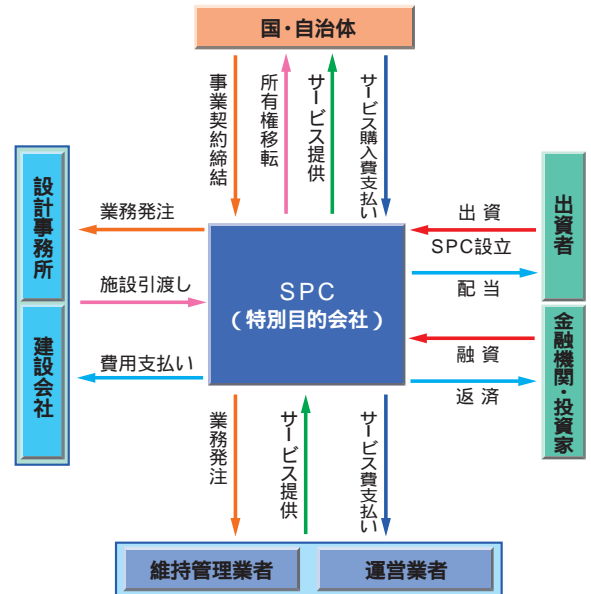 国・自治体
事業契約締結
所有権移転
サービス提供
サービス購入費支払い
設計事務所
建設会社
業務発注
施設引渡し
費用支払い
SPC
(特別目的会社)
出資
SPC設立
配当
融資
返済
出資者
金融機関・投資家
業務発注
サービス提供
サービス費支払い
維持管理業者
運営業者